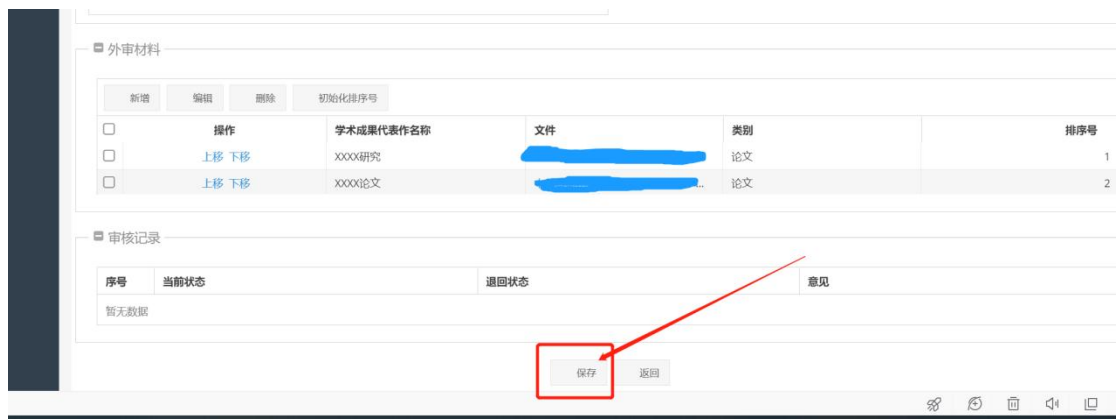 外审材料
新增 编辑 删除 初始化排序号
操作 学术成果代表作名称 文件 类别 排序号
上移 下移 XXXX研究 论文 1
上移 下移 XXXX论文 ... 论文 2
审核记录
序号 当前状态 退回状态 意见
暂无数据
保存 返回